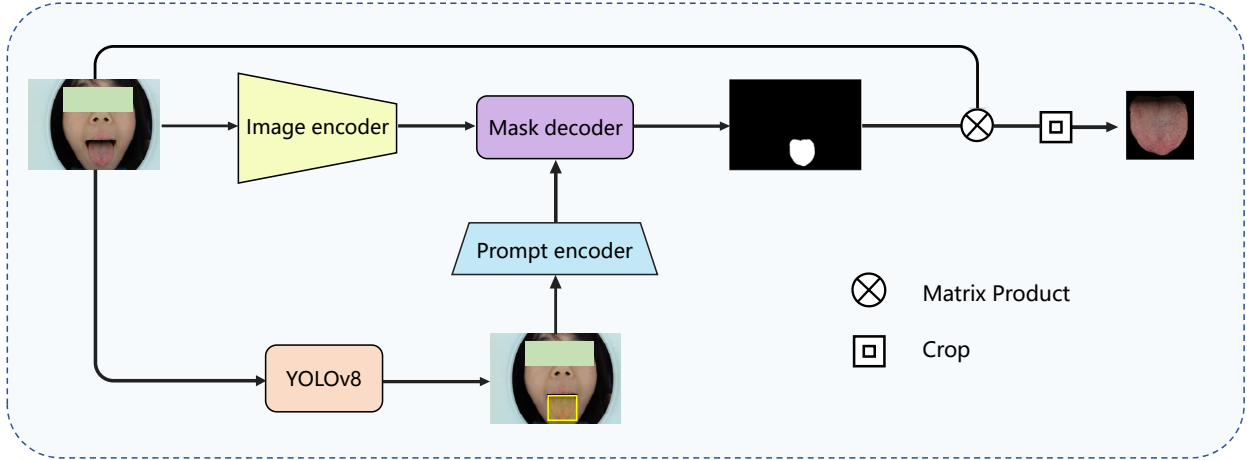 Image encoder
Mask decoder
Prompt encoder
Matrix Product
Crop
YOLOv8